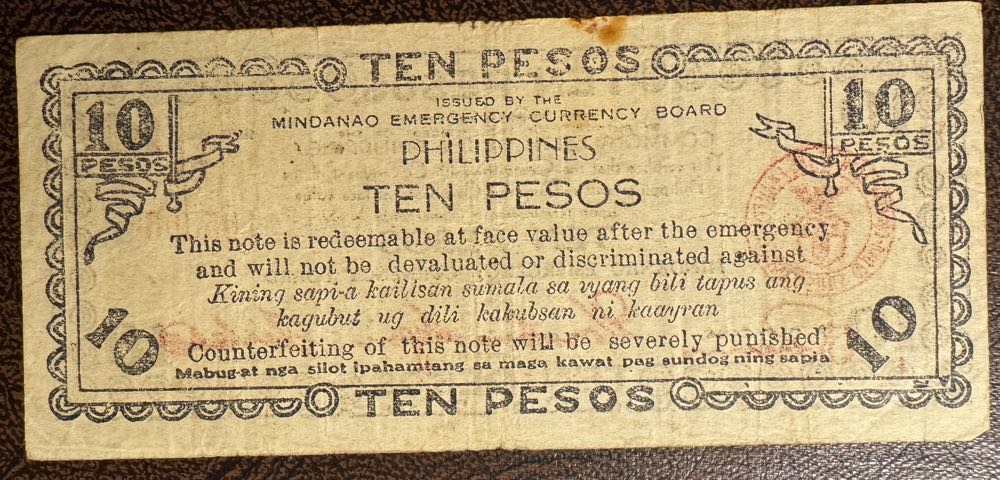 TEN PESOS
10
PESOS
10
PESOS
ISSUED BY THE
MINDANAO EMERGENCY CURRENCY BOARD
PHILIPPINES
TEN PESOS
This note is redeemable at face value after the emergency
and will not be devaluated or discriminated against
Kining sapi-a kailisan sumala sa iyang bili tapus ang
kagubut ug dili kakubsan ni kaayran
10
10
Counterfeiting of this note will be severely punished
Mabug-at nga silot ipahamtang sa maga kawat pag sundog ning sapia
TEN PESOS